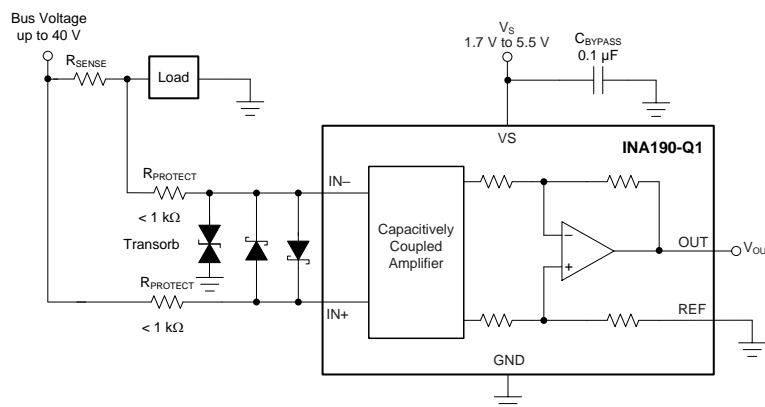 Bus Voltage
up to 40 V
RSENSE
Load
VS
1.7 V to 5.5 V
CBYPASS
0.1 µF
VS
INA190-Q1
RPROTECT
< 1 kΩ
Transorb
IN–
Capacitively
Coupled
Amplifier
–
+
OUT
VOU
RPROTECT
< 1 kΩ
IN+
REF
GND